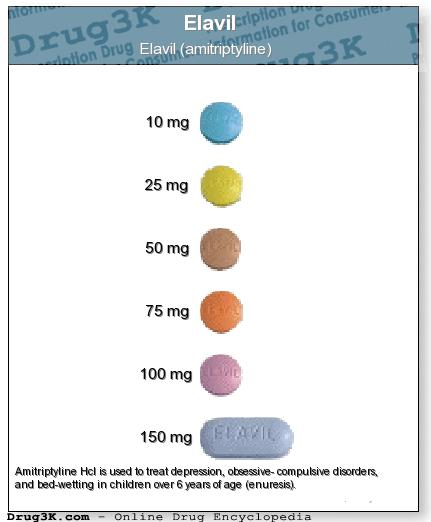 Elavil
Elavil (amitriptyline)
Drug3K
10 mg
25 mg
50 mg
75 mg
100 mg
150 mg
ELAVIL
Amitriptyline Hcl is used to treat depression, obsessive- compulsive disorders,
and bed-wetting in children over 6 years of age (enuresis).
Drug3K.com - Online Drug Encyclopedia